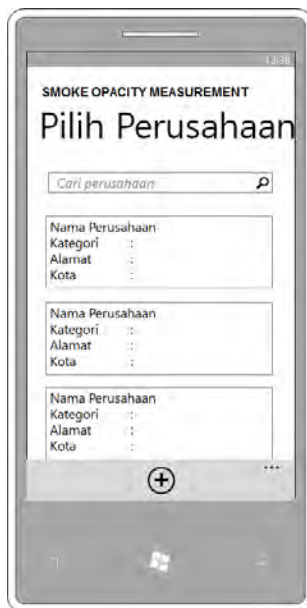 12:38
SMOKE OPACITY MEASUREMENT
Pilih Perusahaan
Cari perusahaan
Nama Perusahaan
Kategori :
Alamat :
Kota :
Nama Perusahaan
Kategori :
Alamat :
Kota :
Nama Perusahaan
Kategori :
Alamat :
Kota :